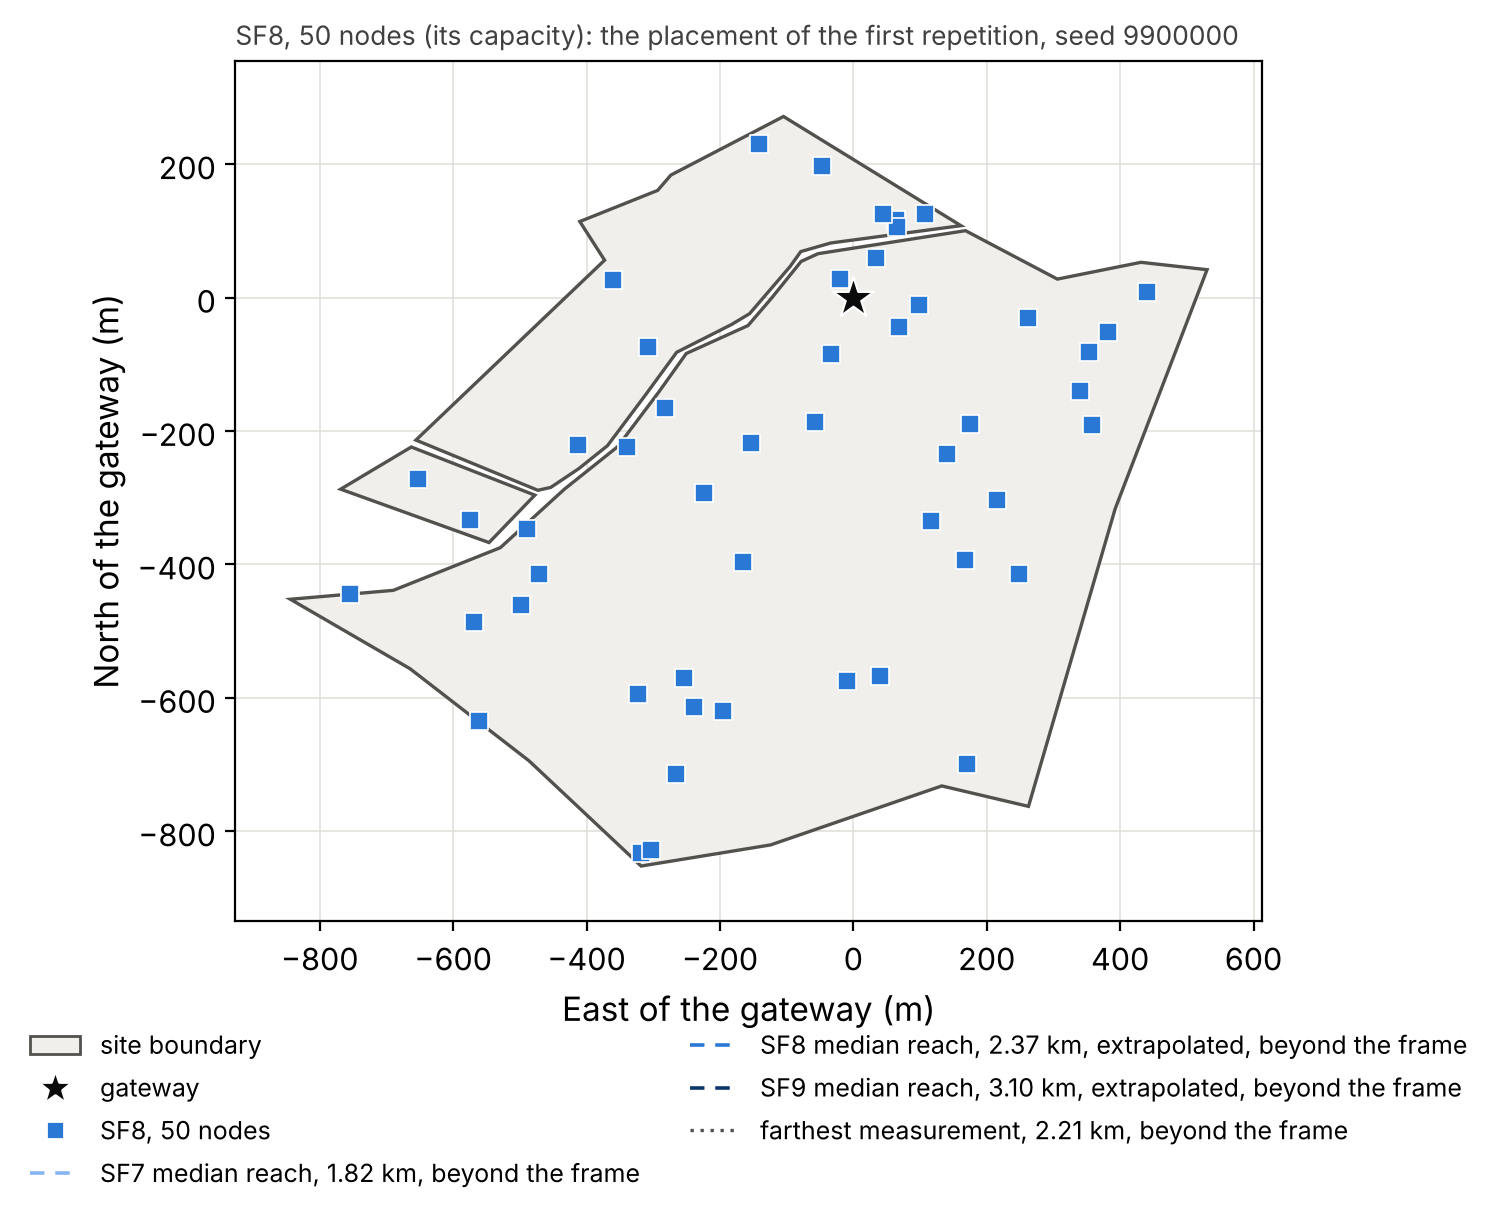 SF8, 50 nodes (its capacity): the placement of the first repetition, seed 9900000
200
0
−200
−400
−600
−800
North of the gateway (m)
−800
−600
−400
−200
0
200
400
600
East of the gateway (m)
site boundary
gateway
SF8, 50 nodes
SF7 median reach, 1.82 km, beyond the frame
SF8 median reach, 2.37 km, extrapolated, beyond the frame
SF9 median reach, 3.10 km, extrapolated, beyond the frame
farthest measurement, 2.21 km, beyond the frame